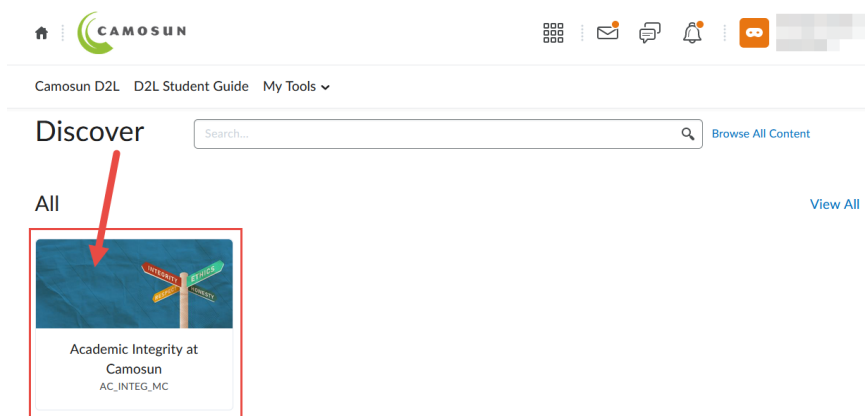 CAMOSUN
Camosun D2L D2L Student Guide My Tools
Discover Search... Browse All Content
All View All
INTEGRITY ETHICS
RESPECT HONESTY
Academic Integrity at
Camosun
AC_INTEG_MC